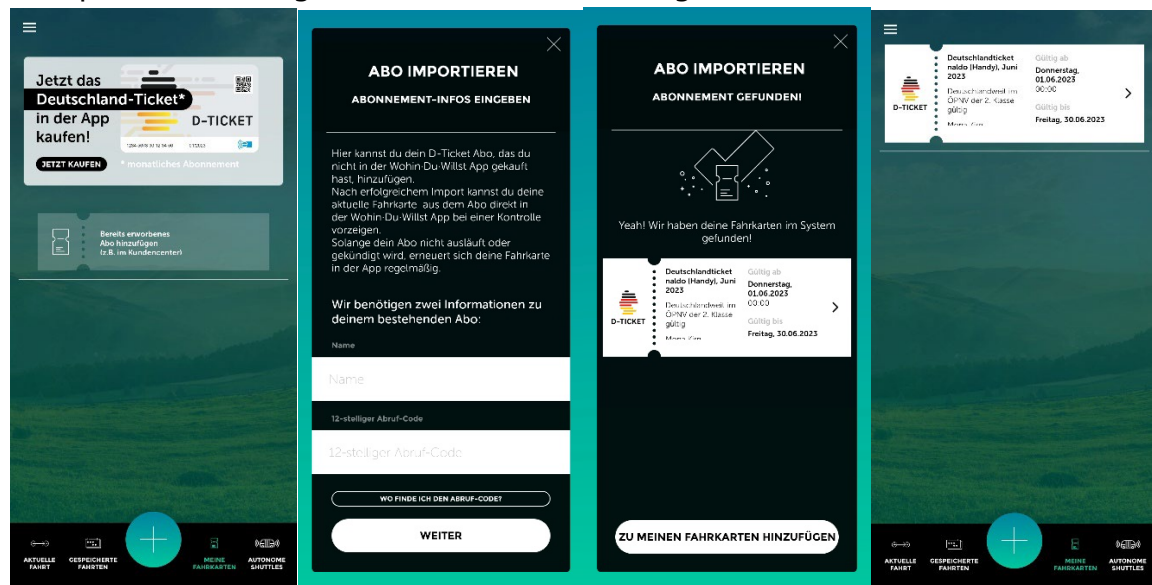 Jetzt das
Deutschland-Ticket*)
in der App
kaufen!
D-TICKET
JETZT KAUFEN
* monatliches Abonnement
Bereits erworbenes
Abo hinzufügen
(z.B. im Kundencenter)
AKTUELLE
FAHRT
GESPEICHERTE
FAHRTEN
MEINE
FAHRKARTEN
AUTONOME
SHUTTLES
ABO IMPORTIEREN
ABONNEMENT-INFOS EINGEBEN
Hier kannst du dein D-Ticket Abo, das du
nicht in der Wohin·Du·Willst App gekauft
hast, hinzufügen.
Nach erfolgreichem Import kannst du deine
aktuelle Fahrkarte aus dem Abo direkt in
der Wohin·Du·Willst App bei einer Kontrolle
vorzeigen.
Solange dein Abo nicht ausläuft oder
gekündigt wird, erneuert sich deine Fahrkarte
in der App regelmäßig.
Wir benötigen zwei Informationen zu
deinem bestehenden Abo:
Name
Name
12-stelliger Abruf-Code
12-stelliger Abruf-Code
WO FINDE ICH DEN ABRUF-CODE?
WEITER
ABO IMPORTIEREN
ABONNEMENT GEFUNDEN!
Yeah! Wir haben deine Fahrkarten im System
gefunden!
D-TICKET
Deutschlandticket
naldo (Handy), Juni
2023
Deutschlandweit im
ÖPNV der 2. Klasse
gültig
Gültig ab
Donnerstag,
01.06.2023
00:00
Gültig bis
Freitag, 30.06.2023
ZU MEINEN FAHRKARTEN HINZUFÜGEN
D-TICKET
Deutschlandticket
naldo (Handy), Juni
2023
Deutschlandweit im
ÖPNV der 2. Klasse
gültig
Gültig ab
Donnerstag,
01.06.2023
00:00
Gültig bis
Freitag, 30.06.2023
AKTUELLE
FAHRT
GESPEICHERTE
FAHRTEN
MEINE
FAHRKARTEN
AUTONOME
SHUTTLES